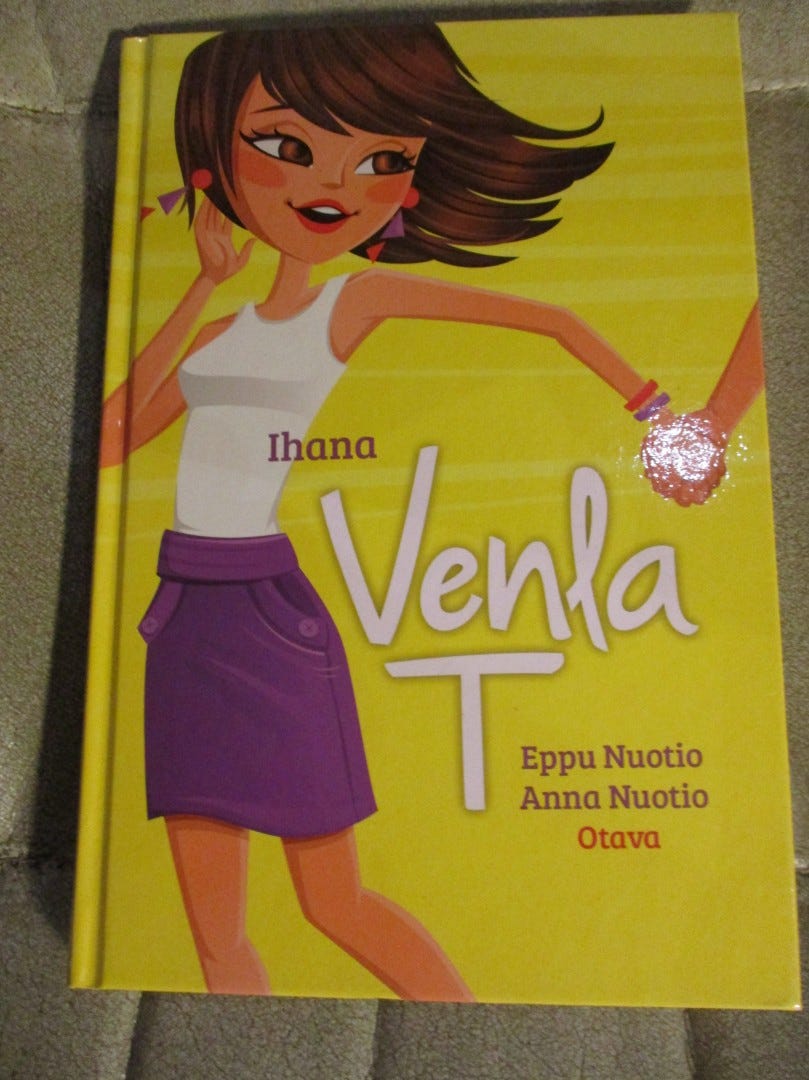 Ihana
Venla
T
Eppu Nuotio
Anna Nuotio
Otava